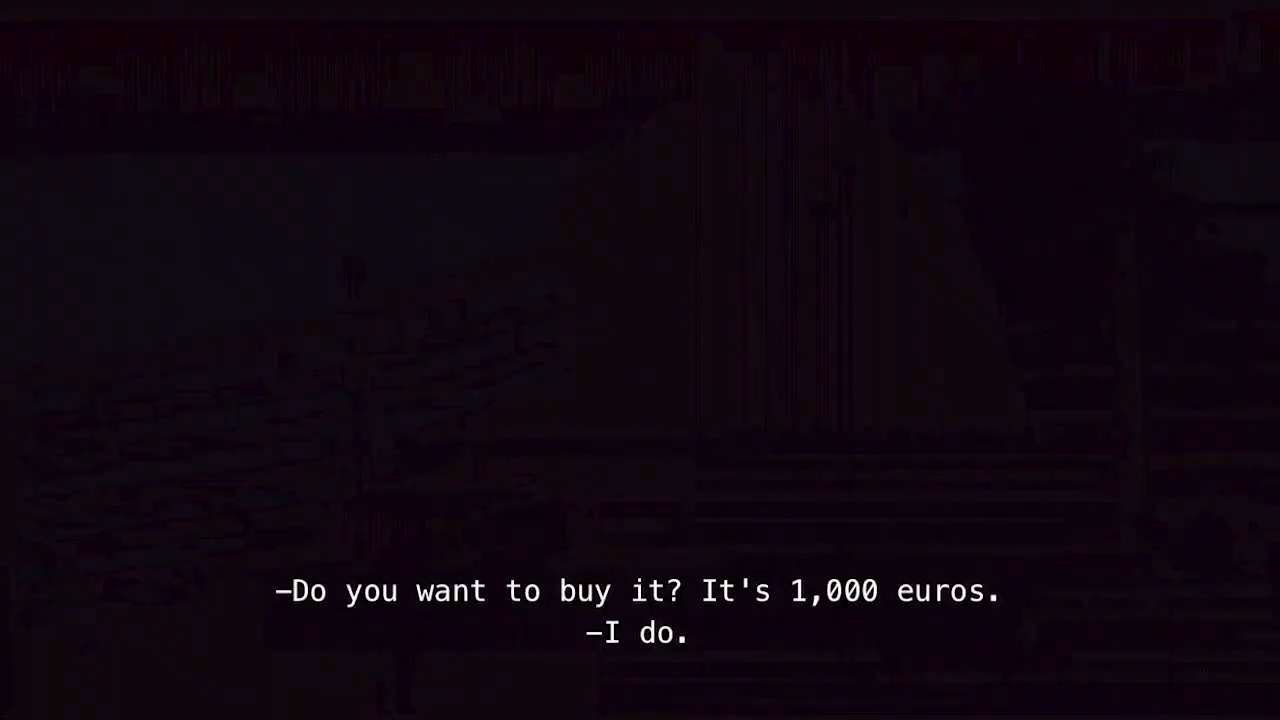 –Do you want to buy it? It's 1,000 euros.
–I do.